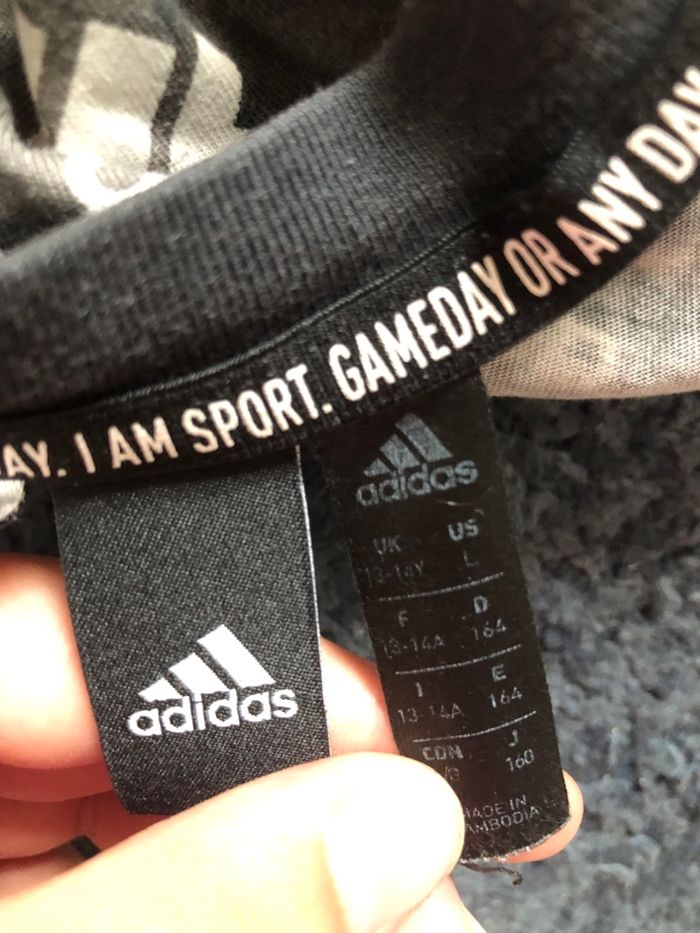 AY. I AM SPORT. GAMEDAY OR ANY DAY
adidas
adidas
UK US
13-14Y L
F D
13-14A 164
I E
13-14A 164
CDN J
160
MADE IN
CAMBODIA